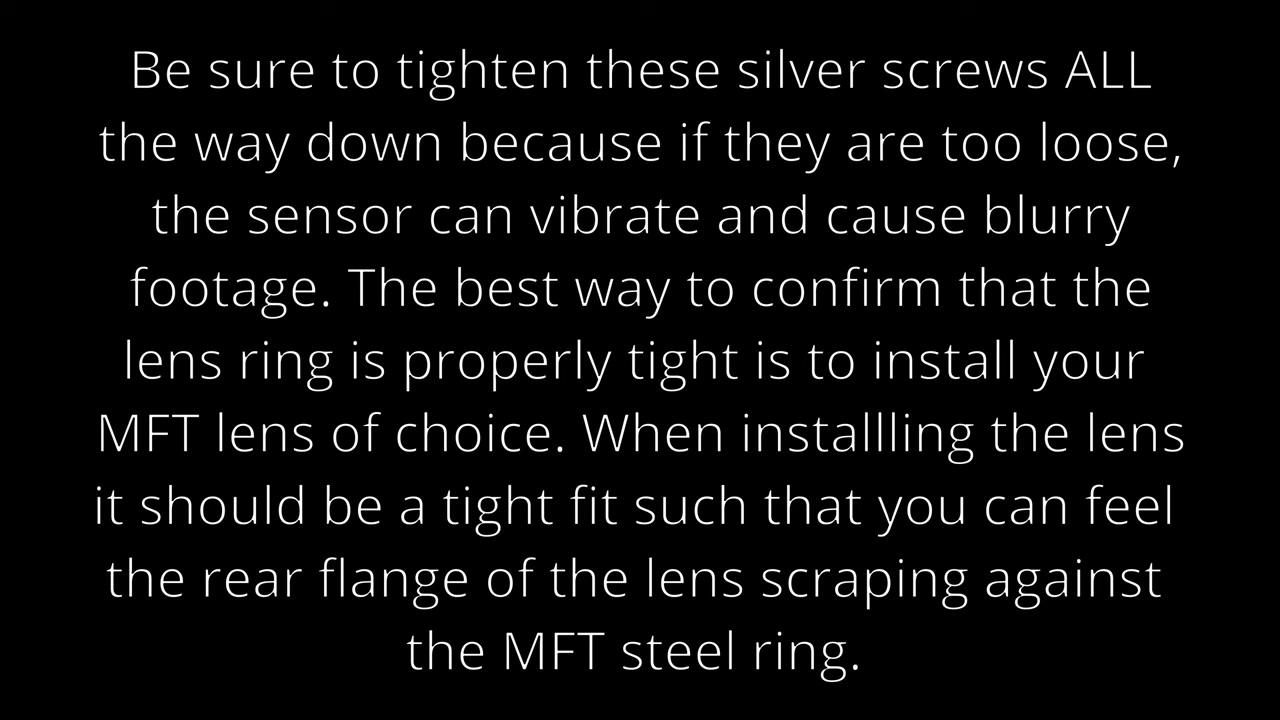 Be sure to tighten these silver screws ALL
the way down because if they are too loose,
the sensor can vibrate and cause blurry
footage. The best way to confirm that the
lens ring is properly tight is to install your
MFT lens of choice. When installling the lens
it should be a tight fit such that you can feel
the rear flange of the lens scraping against
the MFT steel ring.